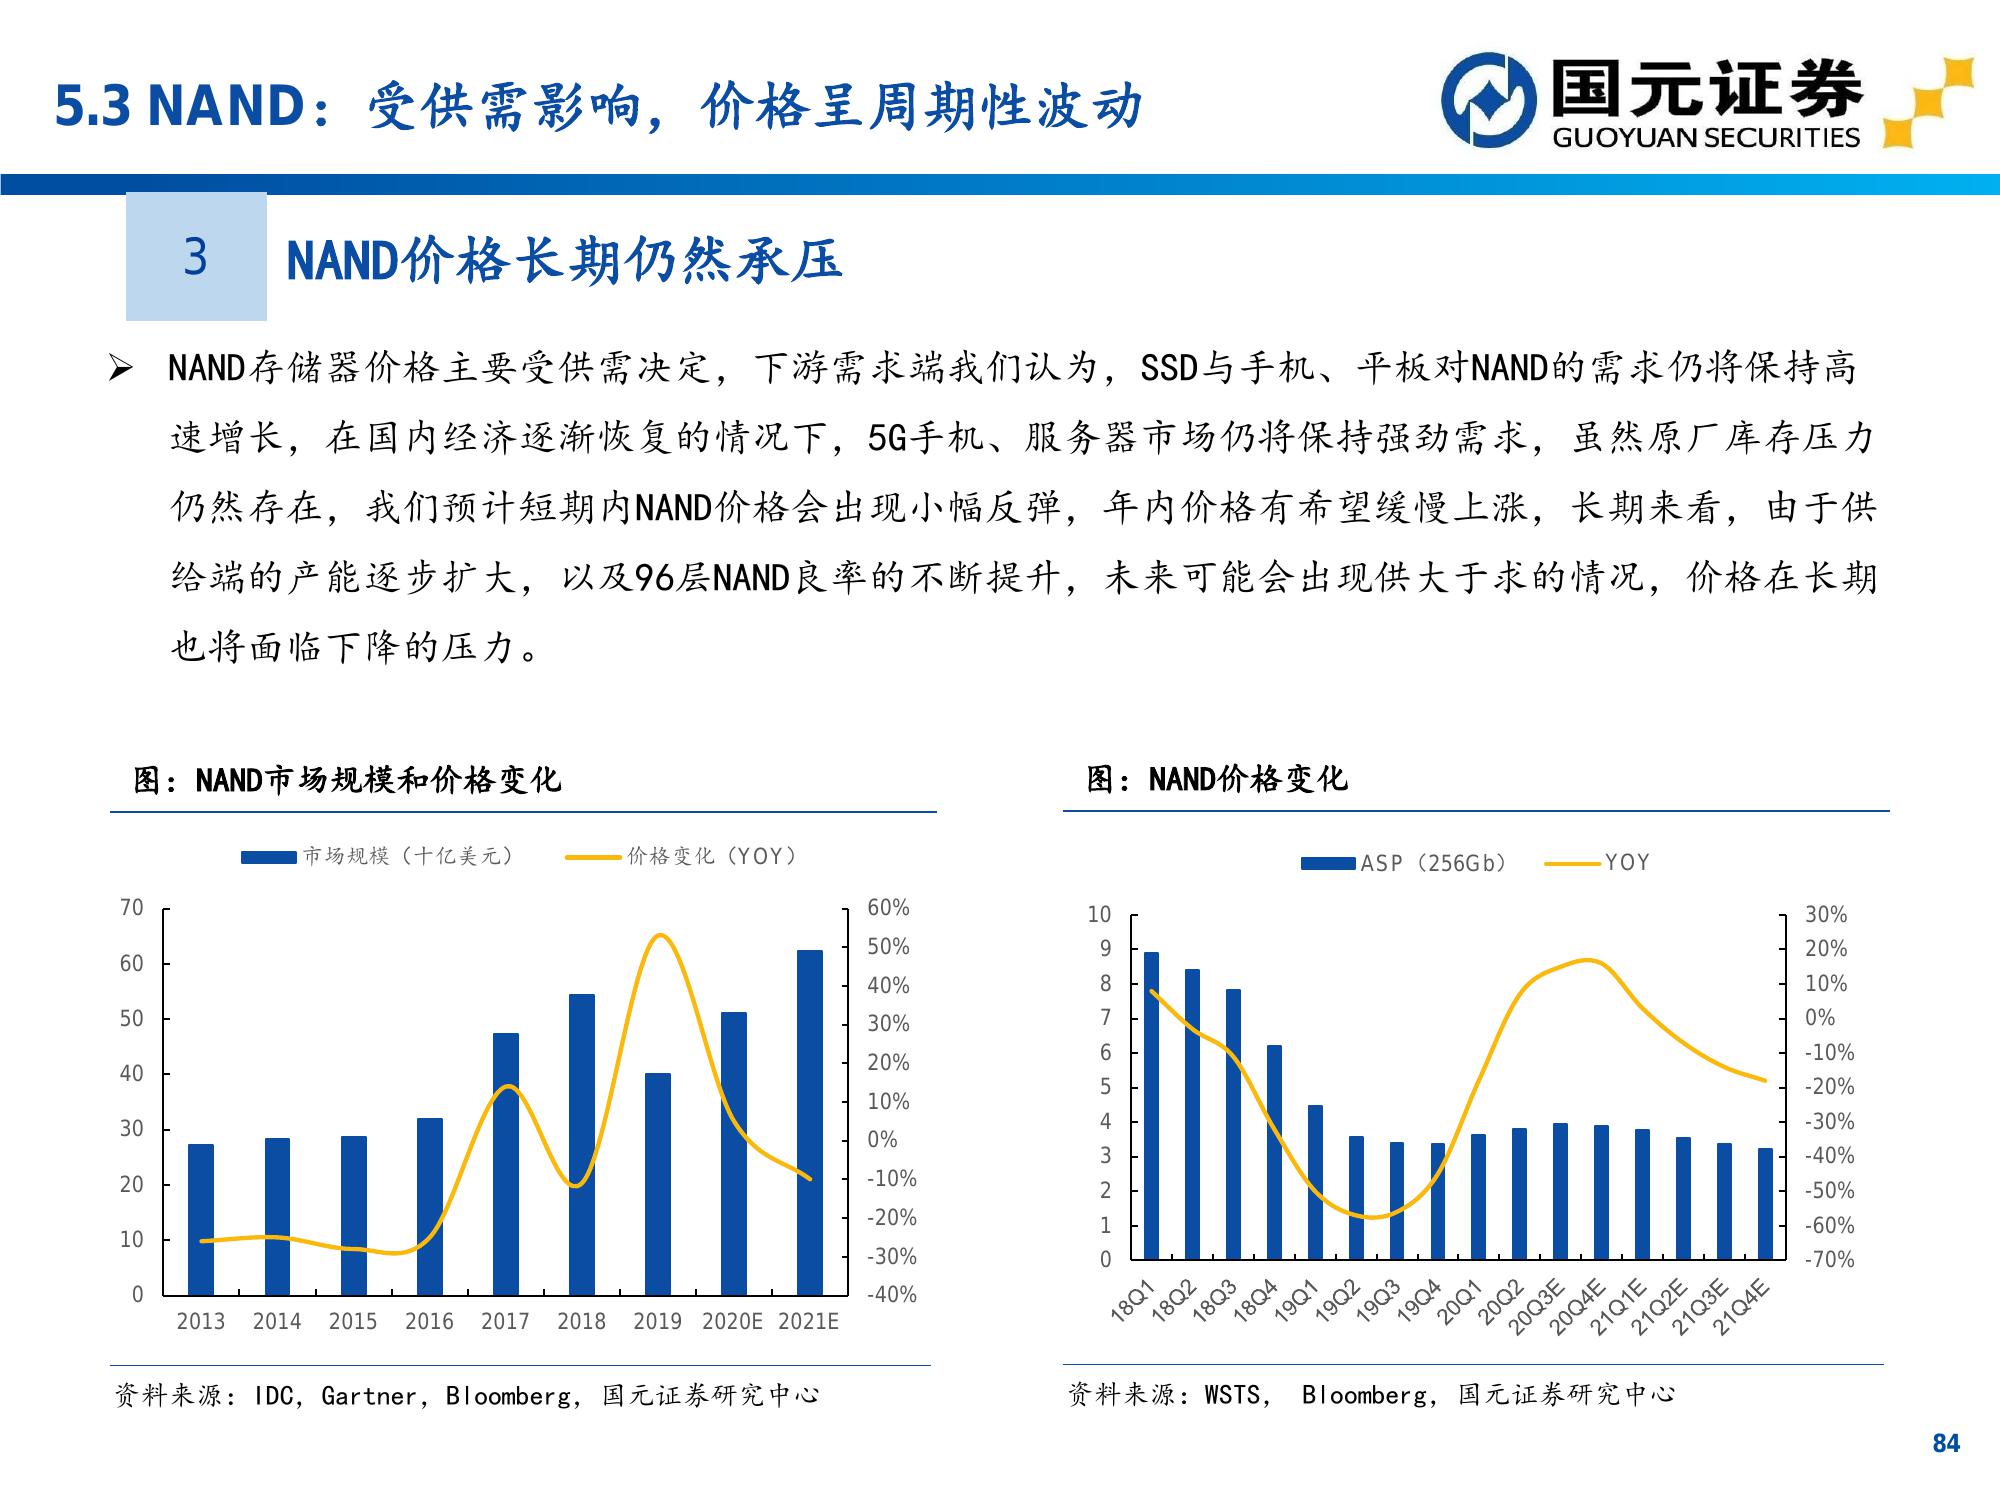 5.3 NAND：受供需影响，价格呈周期性波动
国元证券
GUOYUAN SECURITIES
3
NAND价格长期仍然承压
➢ NAND存储器价格主要受供需决定，下游需求端我们认为，SSD与手机、平板对NAND的需求仍将保持高
速增长，在国内经济逐渐恢复的情况下，5G手机、服务器市场仍将保持强劲需求，虽然原厂库存压力
仍然存在，我们预计短期内NAND价格会出现小幅反弹，年内价格有希望缓慢上涨，长期来看，由于供
给端的产能逐步扩大，以及96层NAND良率的不断提升，未来可能会出现供大于求的情况，价格在长期
也将面临下降的压力。
图：NAND市场规模和价格变化
市场规模（十亿美元） 价格变化（YOY）
70
60
50
40
30
20
10
0
60%
50%
40%
30%
20%
10%
0%
-10%
-20%
-30%
-40%
2013 2014 2015 2016 2017 2018 2019 2020E 2021E
资料来源：IDC，Gartner，Bloomberg，国元证券研究中心
图：NAND价格变化
ASP（256Gb） YOY
10
9
8
7
6
5
4
3
2
1
0
30%
20%
10%
0%
-10%
-20%
-30%
-40%
-50%
-60%
-70%
18Q1 18Q2 18Q3 18Q4 19Q1 19Q2 19Q3 19Q4 20Q1 20Q2 20Q3E 20Q4E 21Q1E 21Q2E 21Q3E 21Q4E
资料来源：WSTS， Bloomberg，国元证券研究中心
84